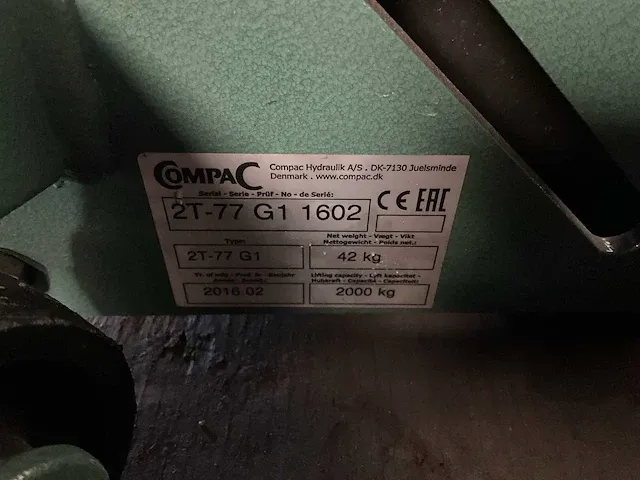 COMPAC
Compac Hydraulik A/S . DK-7130 Juelsminde
Denmark . www.compac.dk
Serial - Serie - Prüf - No - de Serié:
2T-77 G1 1602
CE EAC
Type:
2T-77 G1
Net weight - Vægt - Vikt
Nettogewicht - Poids net.:
42 kg
2016.02
Lifting capacity - Lyft kapacitet -
Hubkraft - Capacité - Capacitat:
2000 kg